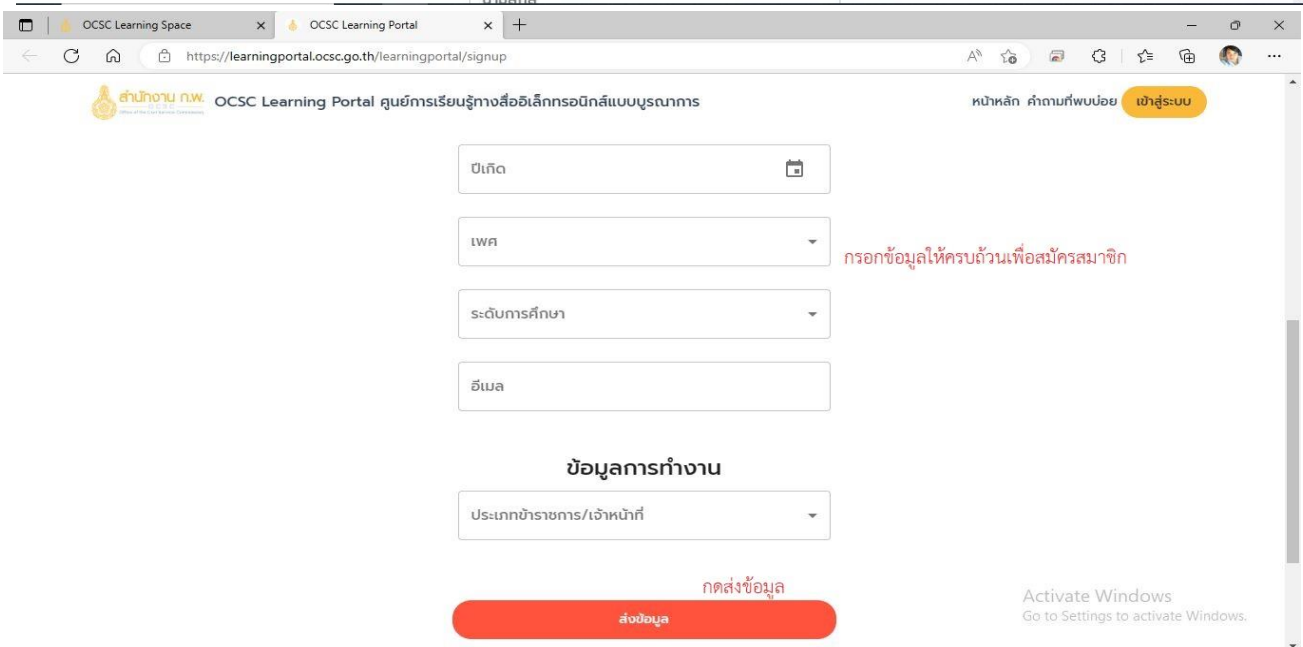 OCSC Learning Space
OCSC Learning Portal
https://learningportal.ocsc.go.th/learningportal/signup
สำนักงาน ก.พ.
OCSC Learning Portal ศูนย์การเรียนรู้ทางสื่ออิเล็กทรอนิกส์แบบบูรณาการ
หน้าหลัก คำถามที่พบบ่อย เข้าสู่ระบบ
ปีเกิด
เพศ
กรอกข้อมูลให้ครบถ้วนเพื่อสมัครสมาชิก
ระดับการศึกษา
อีเมล
ข้อมูลการทำงาน
ประเภทข้าราชการ/เจ้าหน้าที่
กดส่งข้อมูล
ส่งข้อมูล
Activate Windows
Go to Settings to activate Windows.